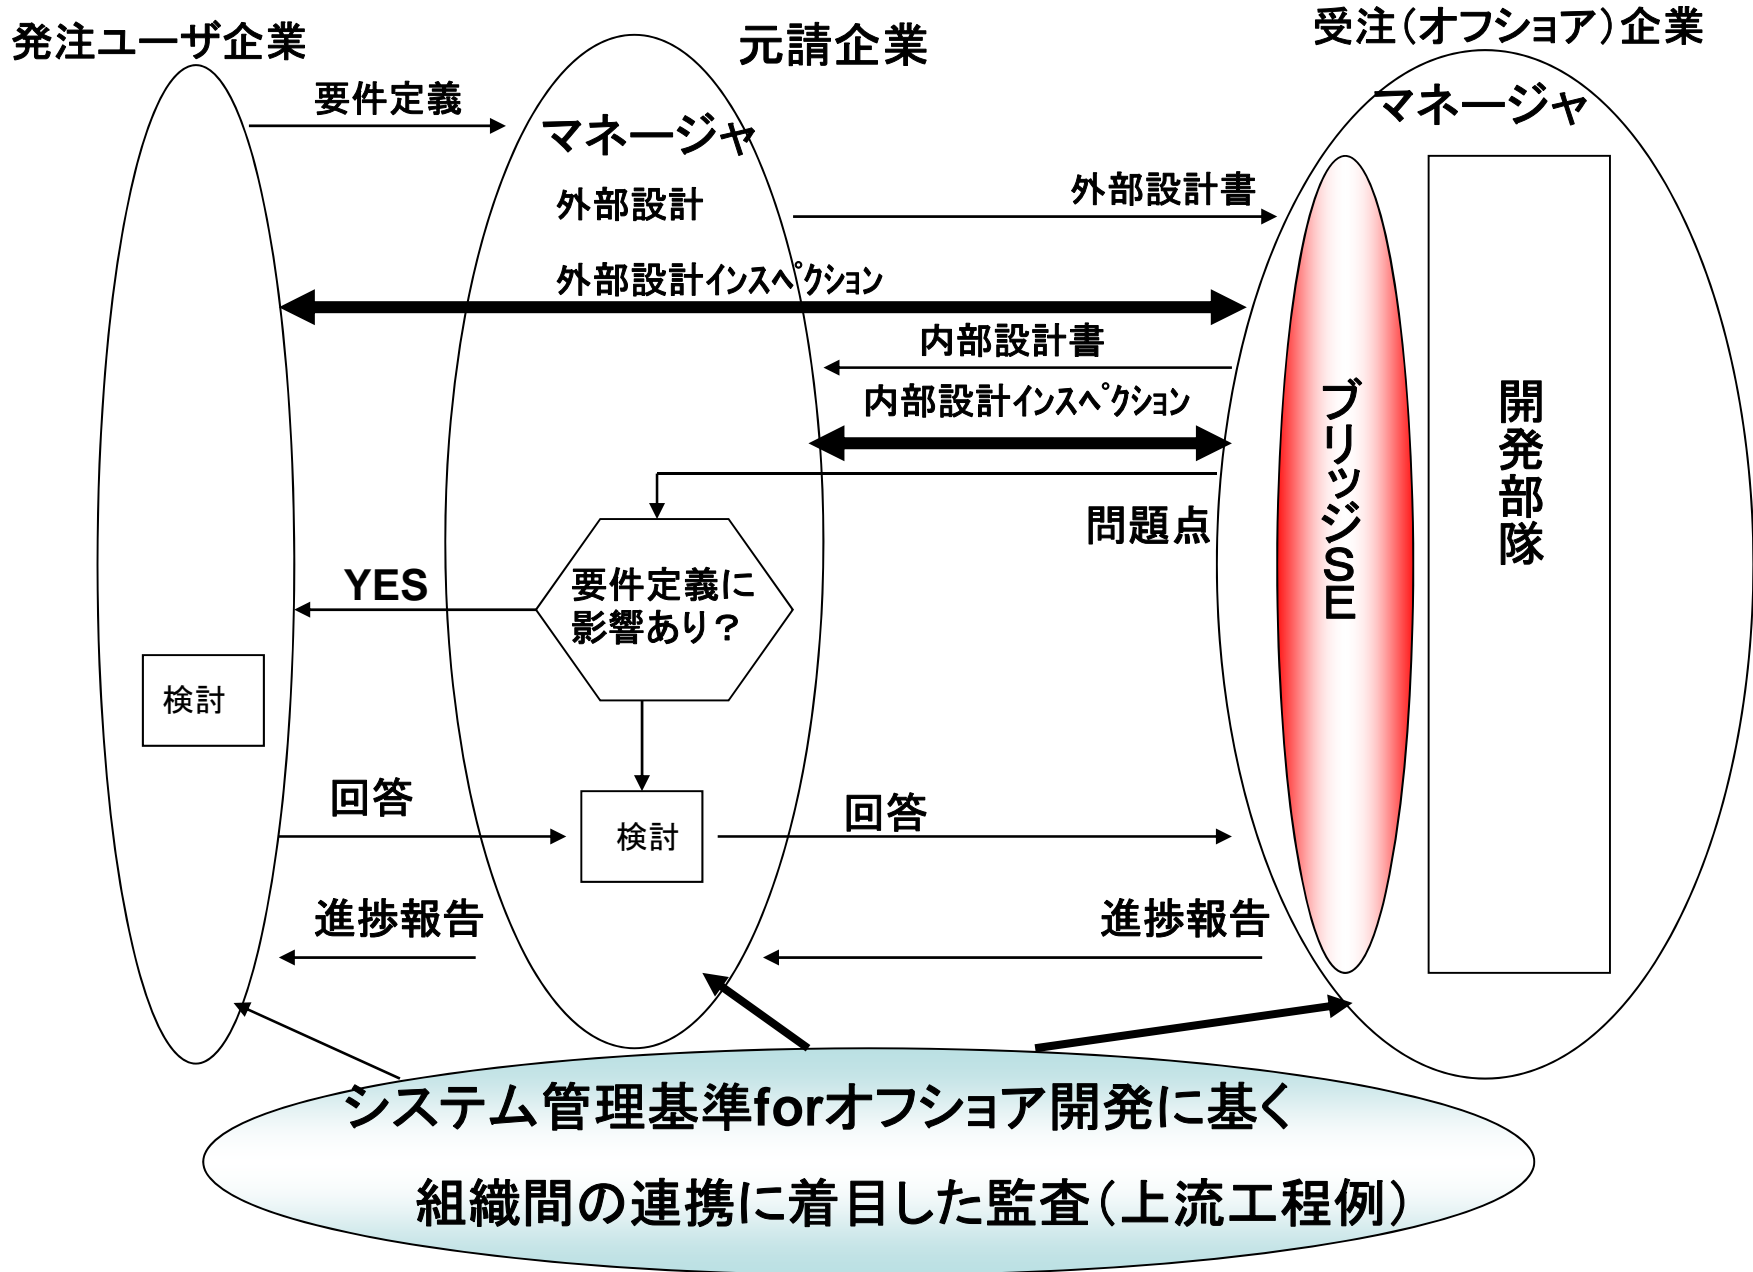 発注ユーザ企業
元請企業
受注（オフショア）企業
要件定義
マネージャ
マネージャ
外部設計
外部設計書
外部設計インスペクション
内部設計書
内部設計インスペクション
ブリッジSE
開発部隊
問題点
YES
要件定義に
影響あり？
検討
回答
検討
回答
進捗報告
進捗報告
システム管理基準forオフショア開発に基く
組織間の連携に着目した監査（上流工程例）